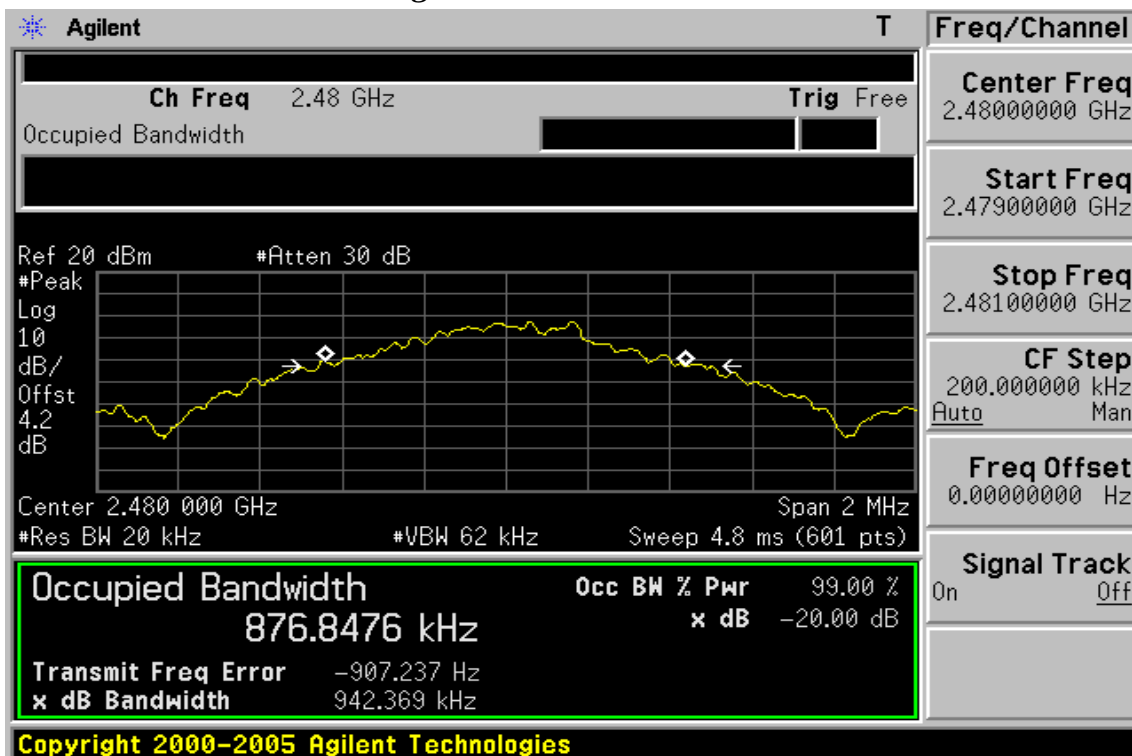 Agilent T Freq/Channel
Ch Freq 2.48 GHz Trig Free
Occupied Bandwidth
Center Freq
2.48000000 GHz
Start Freq
2.47900000 GHz
Stop Freq
2.48100000 GHz
CF Step
200.000000 kHz
Auto Man
Freq Offset
0.00000000 Hz
Signal Track
On Off
Ref 20 dBm #Atten 30 dB
#Peak
Log
10
dB/
Offst
4.2
dB
Center 2.480 000 GHz Span 2 MHz
#Res BW 20 kHz #VBW 62 kHz Sweep 4.8 ms (601 pts)
Occupied Bandwidth Occ BW % Pwr 99.00 %
876.8476 kHz x dB -20.00 dB
Transmit Freq Error -907.237 Hz
x dB Bandwidth 942.369 kHz
Copyright 2000-2005 Agilent Technologies